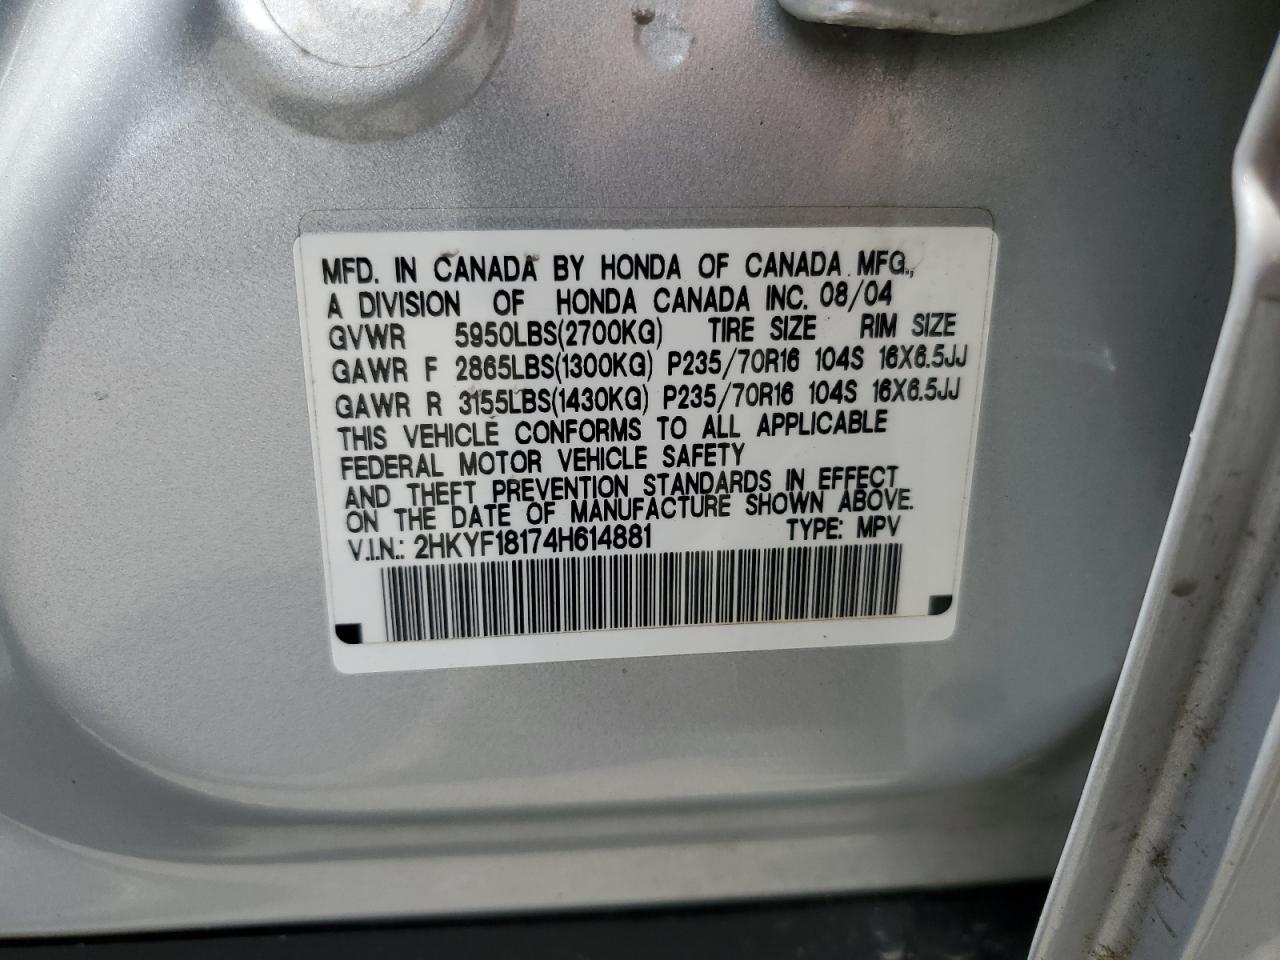 MFD. IN CANADA BY HONDA OF CANADA MFG.,
A DIVISION OF HONDA CANADA INC. 08/04
GVWR 5950LBS(2700KG) TIRE SIZE RIM SIZE
GAWR F 2865LBS(1300KG) P235/70R16 104S 16X6.5JJ
GAWR R 3155LBS(1430KG) P235/70R16 104S 16X6.5JJ
THIS VEHICLE CONFORMS TO ALL APPLICABLE
FEDERAL MOTOR VEHICLE SAFETY
AND THEFT PREVENTION STANDARDS IN EFFECT
ON THE DATE OF MANUFACTURE SHOWN ABOVE.
V.I.N.: 2HKYF18174H614881 TYPE: MPV